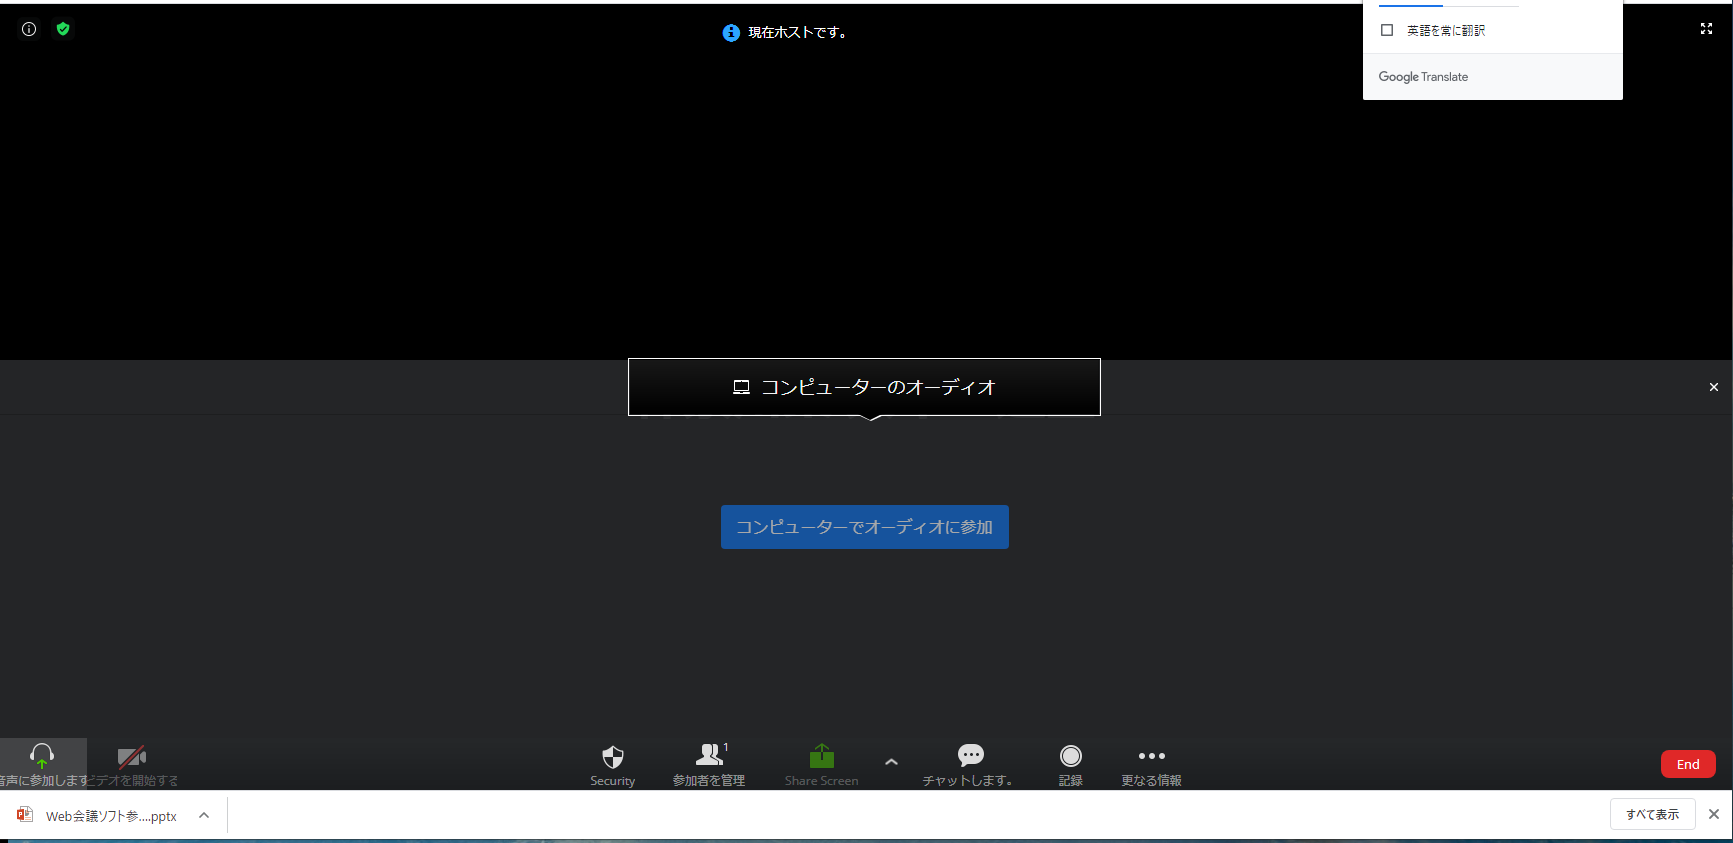 現在ホストです。
英語を常に翻訳
Google Translate
コンピューターのオーディオ
コンピューターでオーディオに参加
音声に参加します
ビデオを開始する
Security
参加者を管理
1
Share Screen
チャットします。
記録
更なる情報
End
Web会議ソフト参....pptx
すべて表示